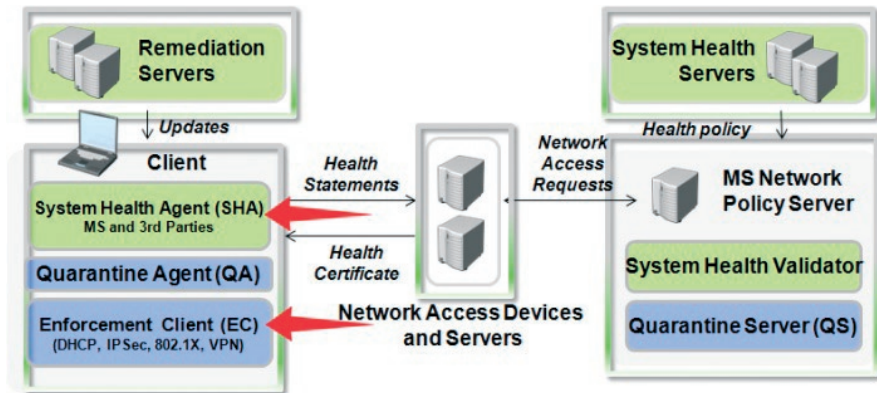 Remediation
Servers
System Health
Servers
Updates
Health policy
Client
System Health Agent (SHA)
MS and 3rd Parties
Quarantine Agent (QA)
Enforcement Client (EC)
(DHCP, IPSec, 802.1X, VPN)
Health
Statements
Health
Certificate
Network
Access
Requests
Network Access Devices
and Servers
MS Network
Policy Server
System Health Validator
Quarantine Server (QS)